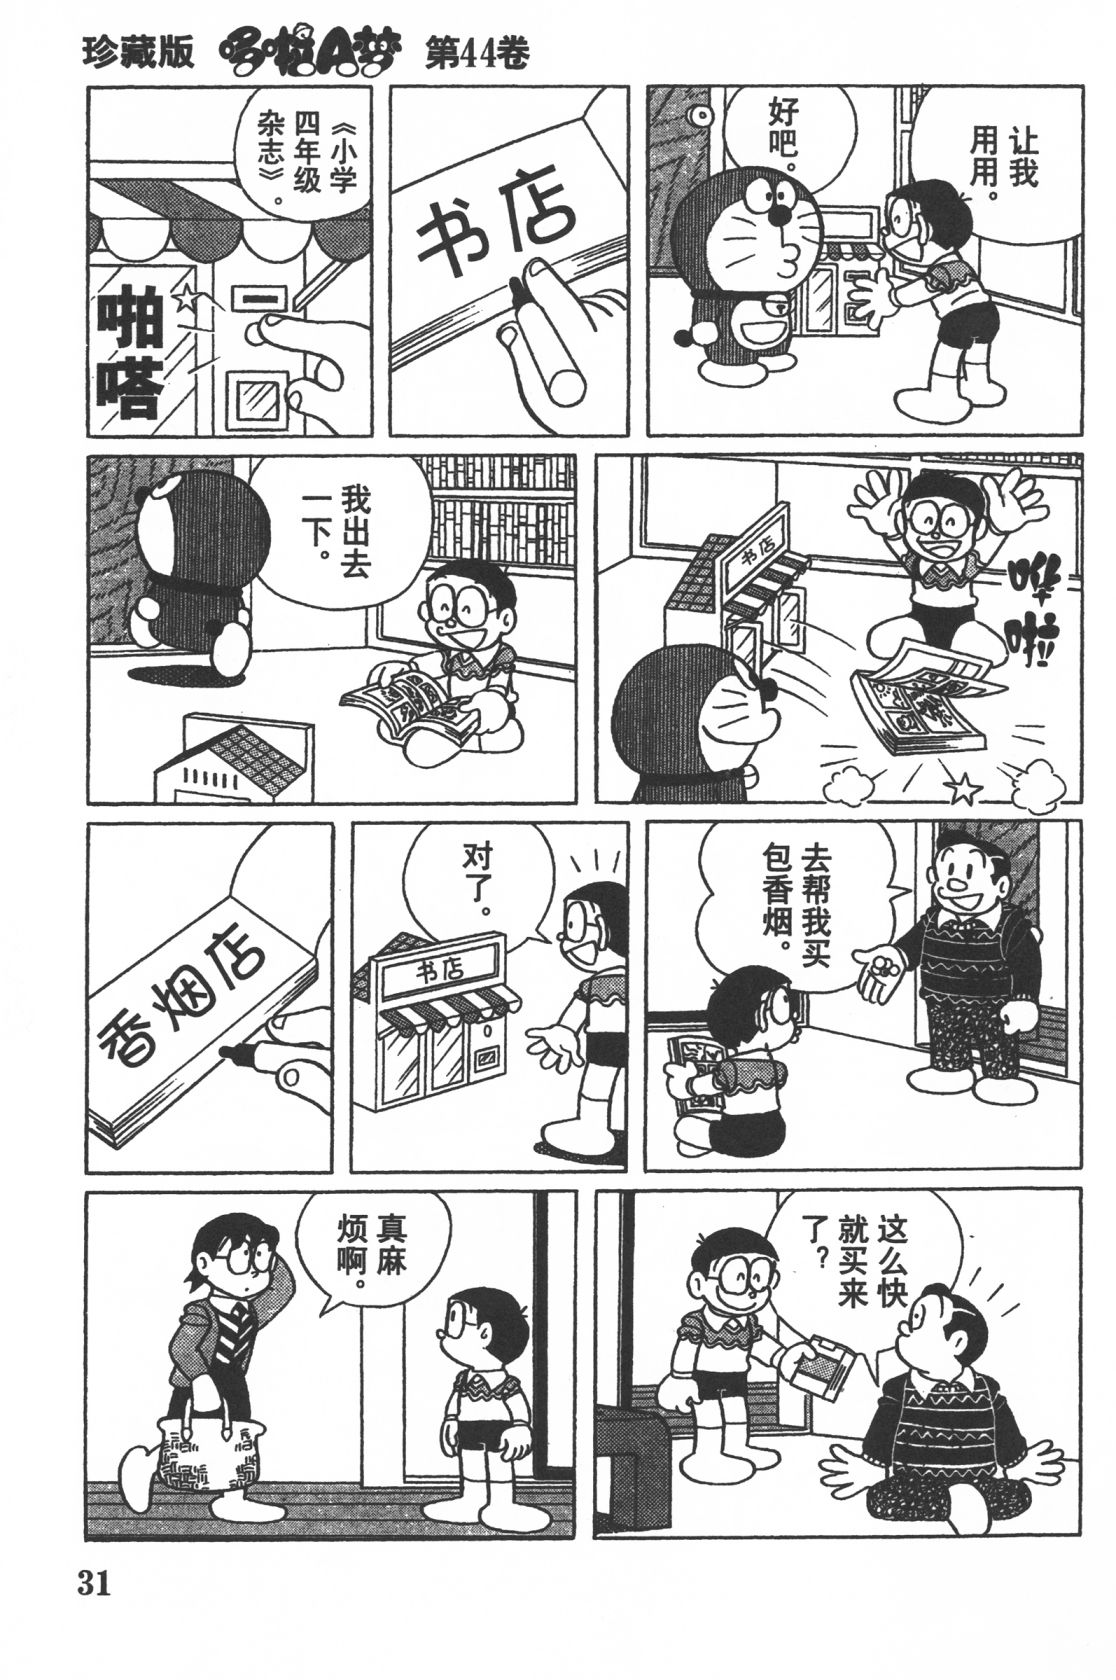 珍藏版 哆啦A梦 第44卷
让我
用用。
好吧。
书店
《小学
四年级
杂志》。
一
啪
嗒
书店
哗
啦!!
我出去
一下。
去帮我买
包香烟。
对了。
书店
香烟店
这么快
就买来
了？
真麻
烦啊。
31